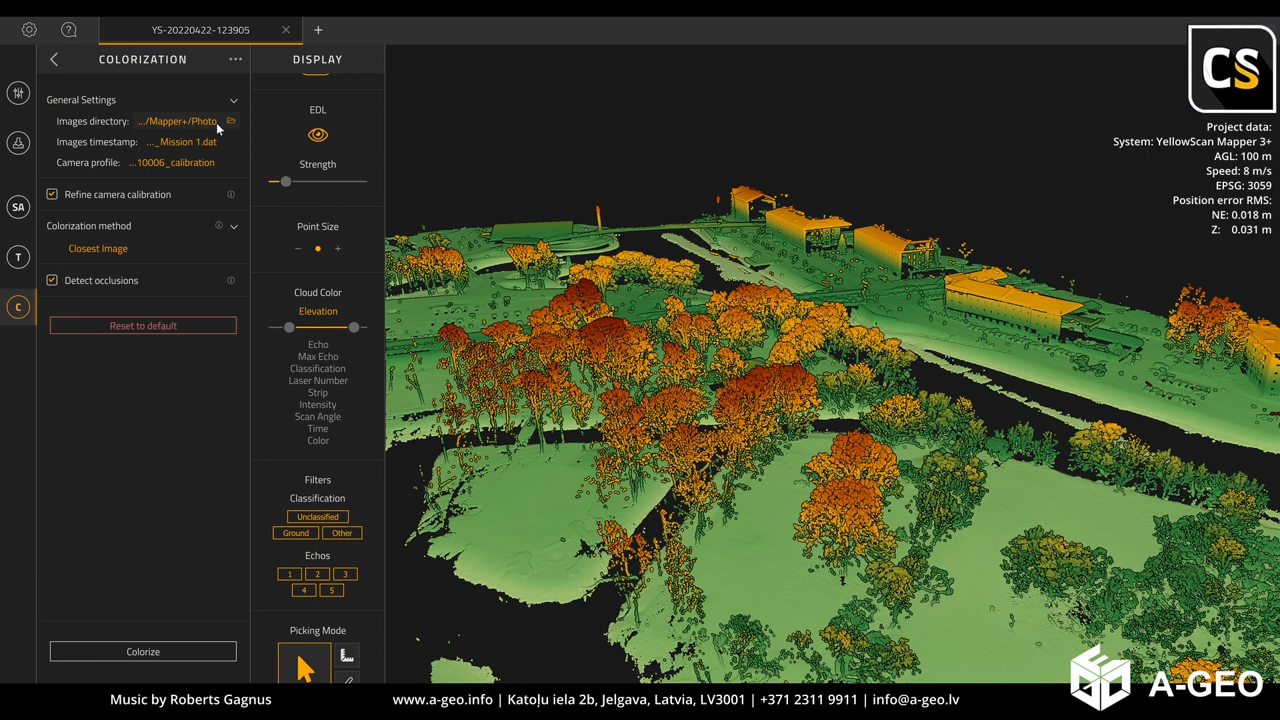 YS-20220422-123905
COLORIZATION
General Settings
Images directory: .../Mapper+/Photo
Images timestamp: ..._Mission 1.dat
Camera profile: ...10006_calibration
Refine camera calibration
Colorization method
Closest Image
Detect occlusions
Reset to default
Colorize
SA
T
C
DISPLAY
EDL
Strength
Point Size
Cloud Color
Elevation
Echo
Max Echo
Classification
Laser Number
Strip
Intensity
Scan Angle
Time
Color
Filters
Classification
Unclassified
Ground Other
Echos
1 2 3
4 5
Picking Mode
CS
Project data:
System: YellowScan Mapper 3+
AGL: 100 m
Speed: 8 m/s
EPSG: 3059
Position error RMS:
NE: 0.018 m
Z: 0.031 m
A-GEO
Music by Roberts Gagnus
www.a-geo.info | Katoļu iela 2b, Jelgava, Latvia, LV3001 | +371 2311 9911 | info@a-geo.lv